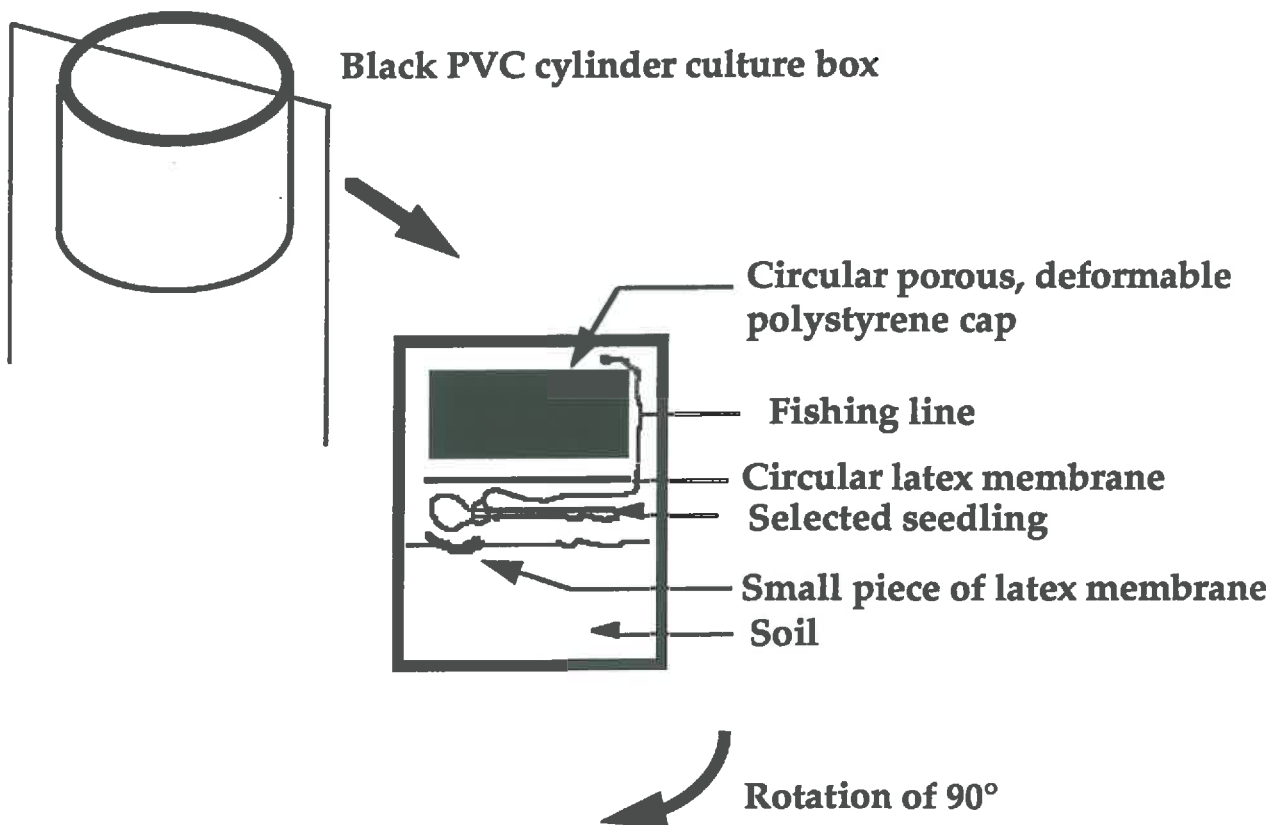 Black PVC cylinder culture box
Circular porous, deformable
polystyrene cap
Fishing line
Circular latex membrane
Selected seedling
Small piece of latex membrane
Soil
Rotation of 90°